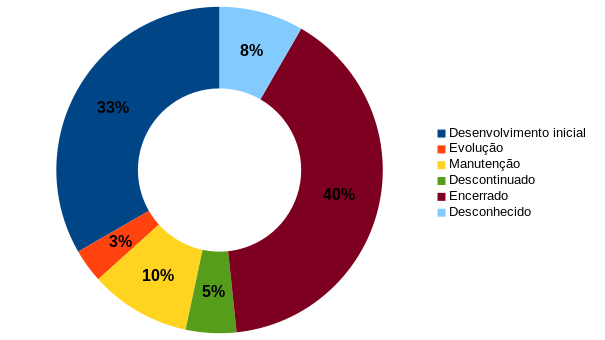 8%
33%
40%
3%
10%
5%
Desenvolvimento inicial
Evolução
Manutenção
Descontinuado
Encerrado
Desconhecido